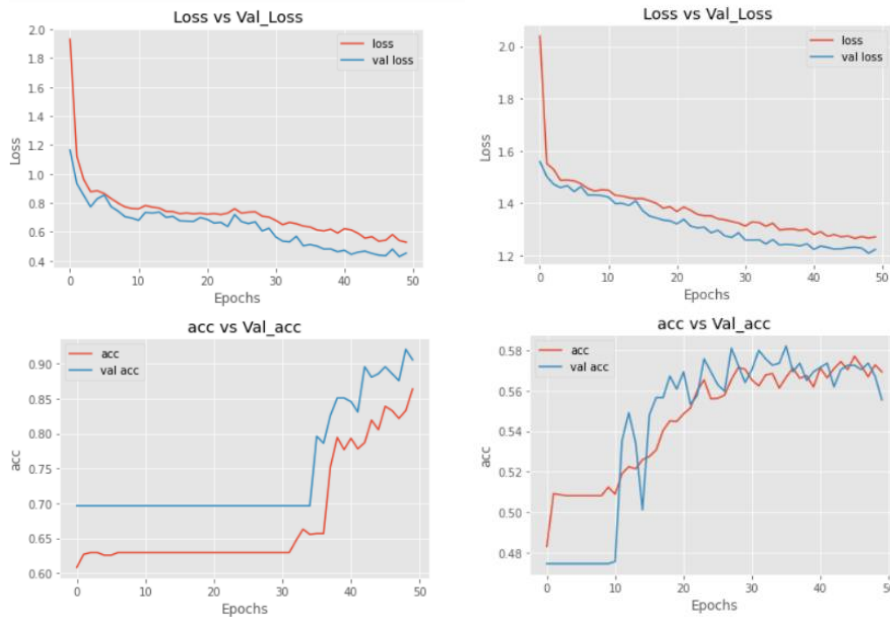 Loss vs Val_Loss
2.0
1.8
1.6
1.4
1.2
1.0
0.8
0.6
0.4
Loss
loss
val loss
0 10 20 30 40 50
Epochs
Loss vs Val_Loss
2.0
1.8
1.6
1.4
1.2
Loss
loss
val loss
0 10 20 30 40 50
Epochs
acc vs Val_acc
0.90
0.85
0.80
0.75
0.70
0.65
0.60
acc
acc
val acc
0 10 20 30 40 50
Epochs
acc vs Val_acc
0.58
0.56
0.54
0.52
0.50
0.48
acc
acc
val acc
0 10 20 30 40 50
Epochs